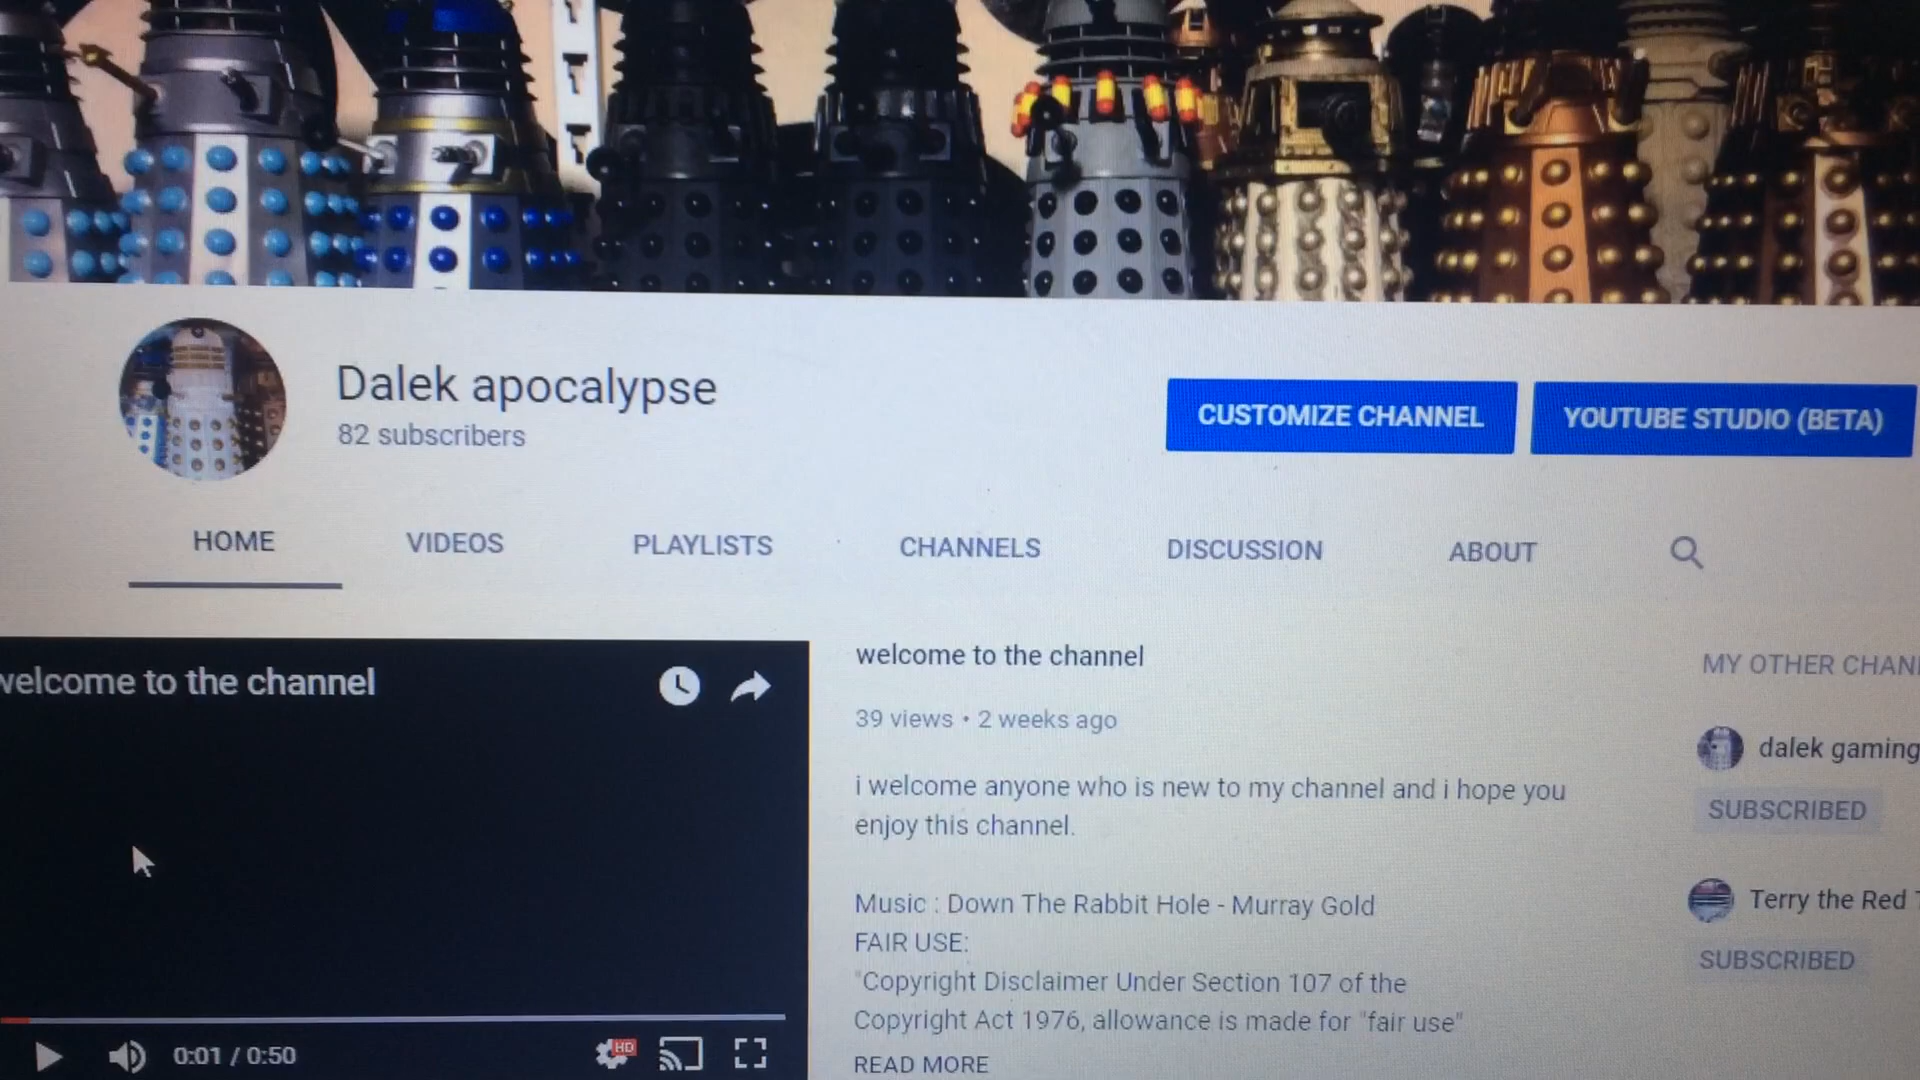 Dalek apocalypse
82 subscribers
CUSTOMIZE CHANNEL
YOUTUBE STUDIO (BETA)
HOME VIDEOS PLAYLISTS CHANNELS DISCUSSION ABOUT
welcome to the channel
0:01 / 0:50
HD
welcome to the channel
39 views • 2 weeks ago
i welcome anyone who is new to my channel and i hope you
enjoy this channel.
Music : Down The Rabbit Hole - Murray Gold
FAIR USE:
"Copyright Disclaimer Under Section 107 of the
Copyright Act 1976, allowance is made for "fair use"
READ MORE
MY OTHER CHAN
dalek gaming
SUBSCRIBED
Terry the Red
SUBSCRIBED